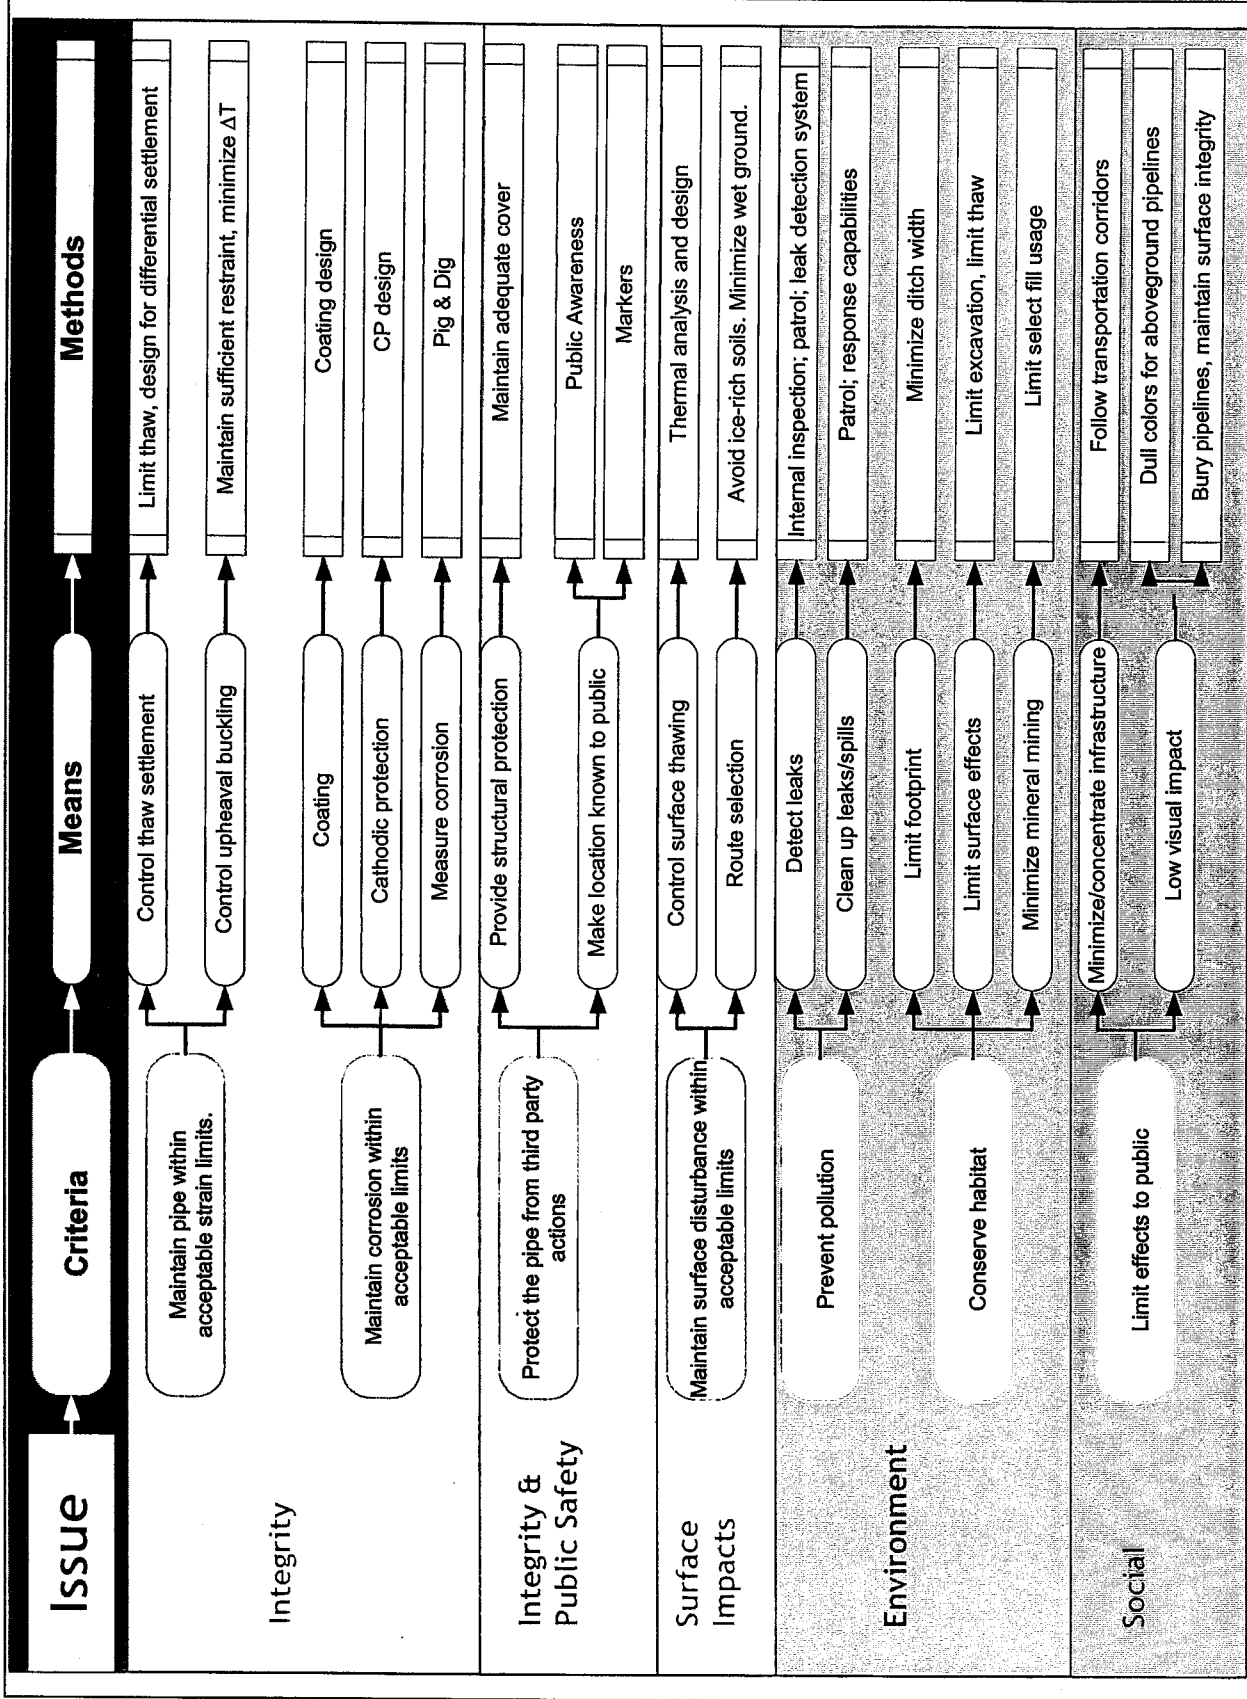 Issue
Criteria
Means
Methods
Integrity
Maintain pipe within
acceptable strain limits.
Control thaw settlement
Limit thaw, design for differential settlement
Control upheaval buckling
Maintain sufficient restraint, minimize ΔT
Maintain corrosion within
acceptable limits
Coating
Coating design
Cathodic protection
CP design
Measure corrosion
Pig & Dig
Integrity &
Public Safety
Protect the pipe from third party
actions
Provide structural protection
Maintain adequate cover
Make location known to public
Public Awareness
Markers
Surface
Impacts
Maintain surface disturbance within
acceptable limits
Control surface thawing
Thermal analysis and design
Route selection
Avoid ice-rich soils. Minimize wet ground.
Environment
Prevent pollution
Detect leaks
Internal inspection; patrol; leak detection system
Clean up leaks/spills
Patrol; response capabilities
Conserve habitat
Limit footprint
Minimize ditch width
Limit surface effects
Limit excavation, limit thaw
Minimize mineral mining
Limit select fill usage
Social
Limit effects to public
Minimize/concentrate infrastructure
Follow transportation corridors
Low visual impact
Dull colors for aboveground pipelines
Bury pipelines, maintain surface integrity